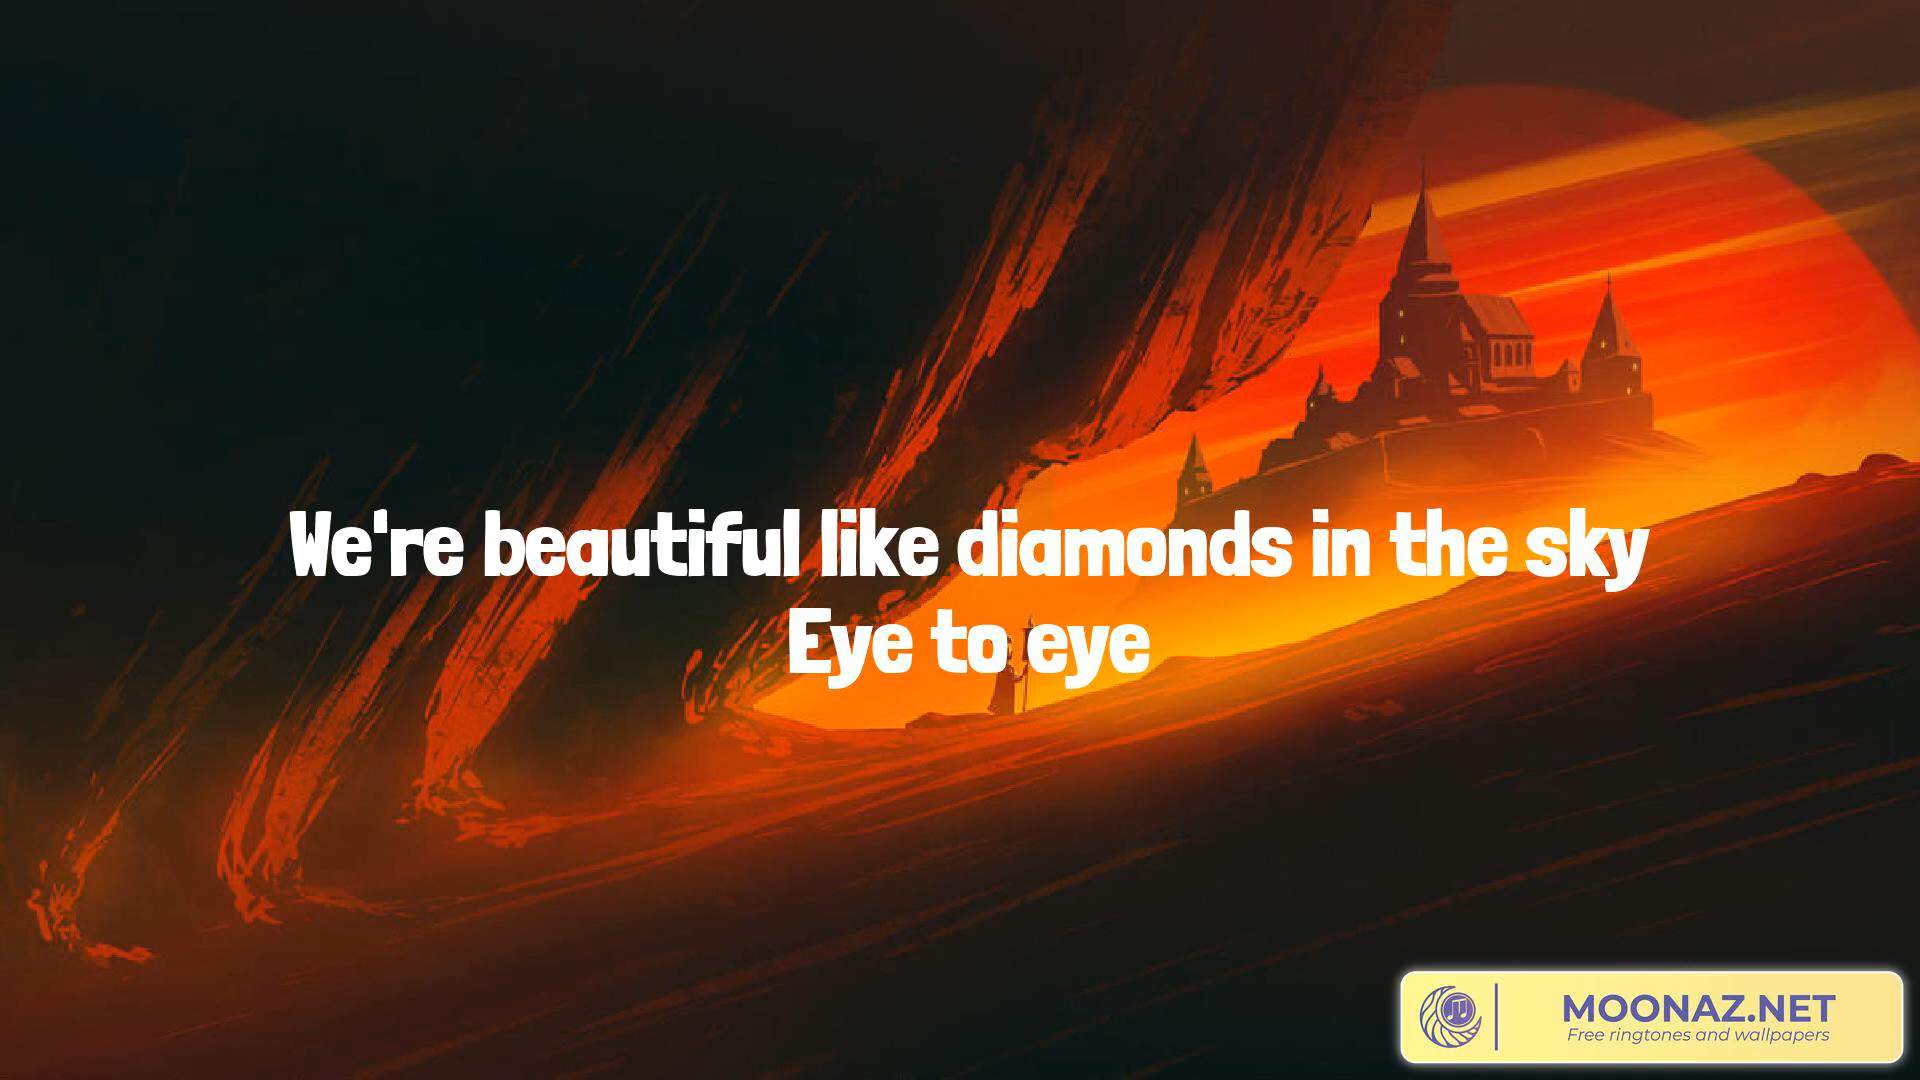 We're beautiful like diamonds in the sky
Eye to eye
MOONAZ.NET
Free ringtones and wallpapers